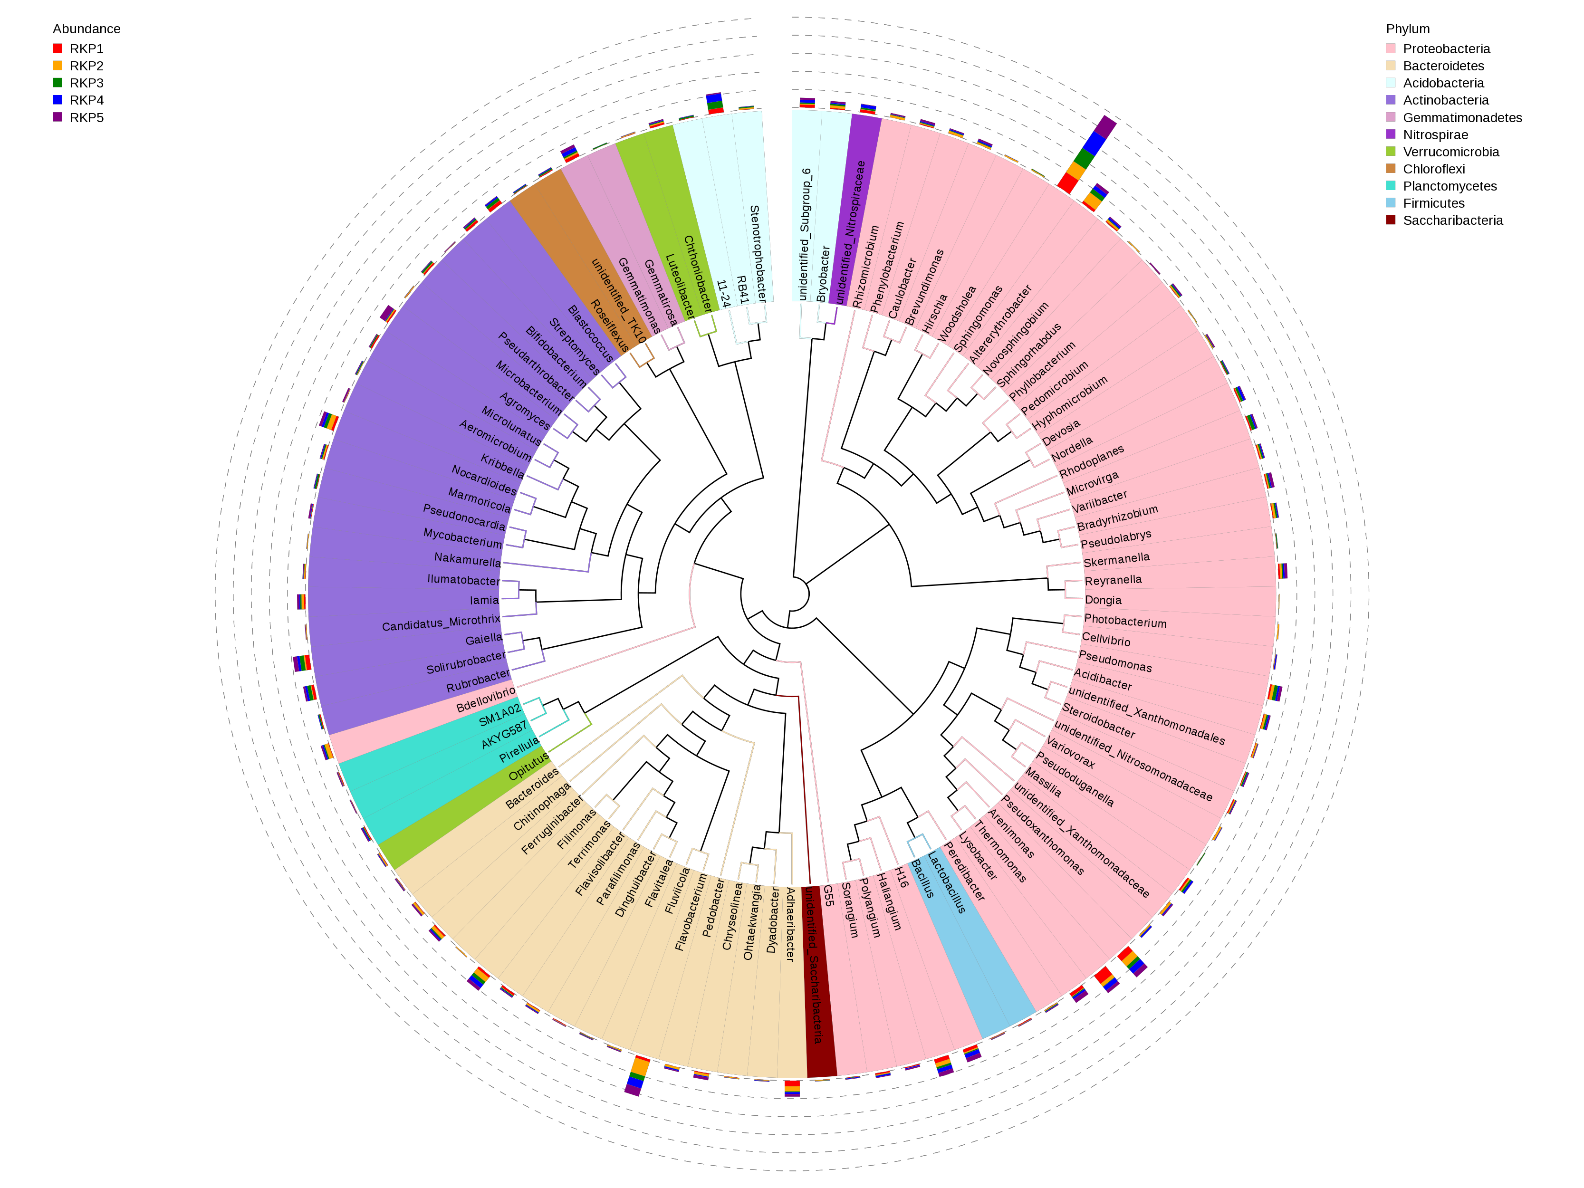 Abundance
RKP1
RKP2
RKP3
RKP4
RKP5
Phylum
Proteobacteria
Bacteroidetes
Acidobacteria
Actinobacteria
Gemmatimonadetes
Nitrospirae
Verrucomicrobia
Chloroflexi
Planctomycetes
Firmicutes
Saccharibacteria
unidentified_Subgroup_6
Bryobacter
unidentified_Nitrospiraceae
Rhizomicrobium
Phenylobacterium
Caulobacter
Brevundimonas
Hirschia
Woodsholea
Sphingomonas
Altererythrobacter
Novosphingobium
Sphingorhabdus
Phyllobacterium
Pedomicrobium
Hyphomicrobium
Devosia
Nordella
Rhodoplanes
Microvirga
Variibacter
Bradyrhizobium
Pseudolabrys
Skermanella
Reyranella
Dongia
Photobacterium
Cellvibrio
Pseudomonas
Acidibacter
unidentified_Xanthomonadales
Steroidobacter
unidentified_Nitrosomonadaceae
Variovorax
Pseudoduganella
Massilia
unidentified_Xanthomonadaceae
Pseudoxanthomonas
Arenimonas
Thermomonas
Lysobacter
Peredibacter
Lactobacillus
Bacillus
H16
Haliangium
Polyangium
Sorangium
G55
unidentified_Saccharibacteria
Adhaeribacter
Dyadobacter
Ohtaekwangia
Chryseolinea
Pedobacter
Flavobacterium
Fluviicola
Flavitalea
Dinghuibacter
Parafilimonas
Flavisolibacter
Terrimonas
Filimonas
Ferruginibacter
Chitinophaga
Bacteroides
Opitutus
Pirellula
AKYG587
SM1A02
Bdellovibrio
Rubrobacter
Solirubrobacter
Gaiella
Candidatus_Microthrix
Iamia
Ilumatobacter
Nakamurella
Mycobacterium
Pseudonocardia
Marmoricola
Nocardioides
Kribbella
Aeromicrobium
Microlunatus
Agromyces
Microbacterium
Pseudarthrobacter
Bifidobacterium
Streptomyces
Blastococcus
Roseiflexus
unidentified_TK10
Gemmatimonas
Gemmatirosa
Luteolibacter
Chthoniobacter
11-24
RB41
Stenotrophobacter